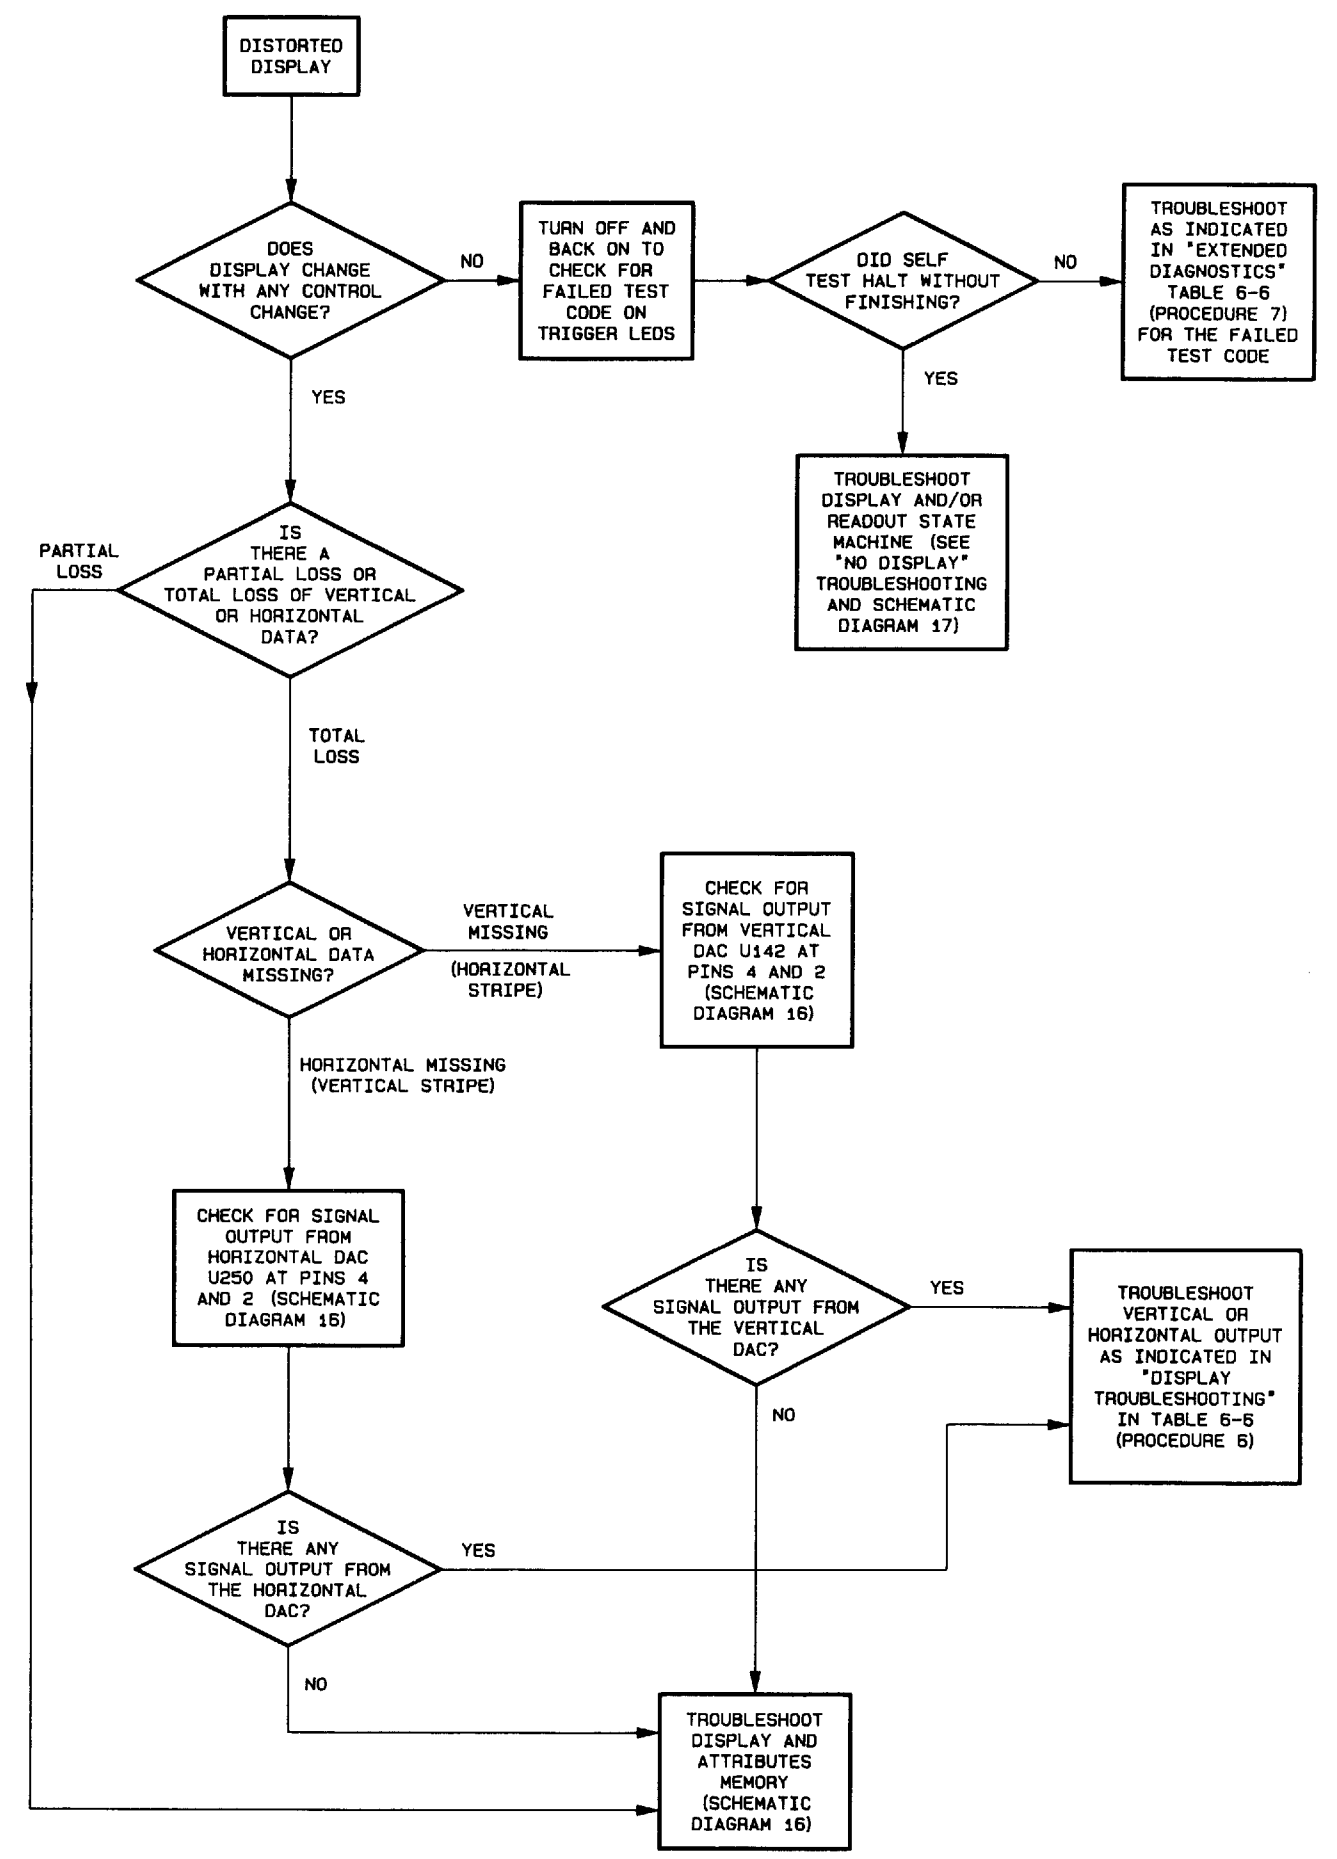 DISTORTED
DISPLAY
DOES
DISPLAY CHANGE
WITH ANY CONTROL
CHANGE?
NO
TURN OFF AND
BACK ON TO
CHECK FOR
FAILED TEST
CODE ON
TRIGGER LEDS
DID SELF
TEST HALT WITHOUT
FINISHING?
NO
TROUBLESHOOT
AS INDICATED
IN "EXTENDED
DIAGNOSTICS"
TABLE 6-6
(PROCEDURE 7)
FOR THE FAILED
TEST CODE
YES
YES
TROUBLESHOOT
DISPLAY AND/OR
READOUT STATE
MACHINE (SEE
"NO DISPLAY"
TROUBLESHOOTING
AND SCHEMATIC
DIAGRAM 17)
IS
THERE A
PARTIAL LOSS OR
TOTAL LOSS OF VERTICAL
OR HORIZONTAL
DATA?
PARTIAL
LOSS
TOTAL
LOSS
VERTICAL OR
HORIZONTAL DATA
MISSING?
VERTICAL
MISSING
(HORIZONTAL
STRIPE)
CHECK FOR
SIGNAL OUTPUT
FROM VERTICAL
DAC U142 AT
PINS 4 AND 2
(SCHEMATIC
DIAGRAM 16)
HORIZONTAL MISSING
(VERTICAL STRIPE)
CHECK FOR SIGNAL
OUTPUT FROM
HORIZONTAL DAC
U250 AT PINS 4
AND 2 (SCHEMATIC
DIAGRAM 16)
IS
THERE ANY
SIGNAL OUTPUT FROM
THE VERTICAL
DAC?
YES
TROUBLESHOOT
VERTICAL OR
HORIZONTAL OUTPUT
AS INDICATED IN
"DISPLAY
TROUBLESHOOTING"
IN TABLE 6-6
(PROCEDURE 6)
NO
IS
THERE ANY
SIGNAL OUTPUT FROM
THE HORIZONTAL
DAC?
YES
NO
TROUBLESHOOT
DISPLAY AND
ATTRIBUTES
MEMORY
(SCHEMATIC
DIAGRAM 16)